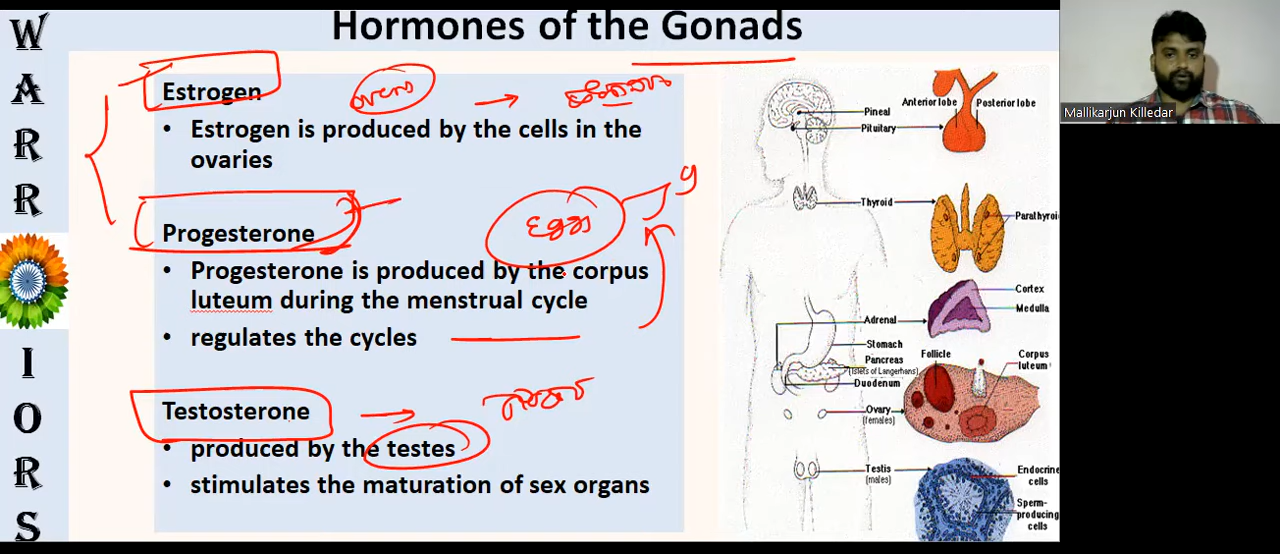 Hormones of the Gonads
W
A
R
R
I
O
R
S
Estrogen
• Estrogen is produced by the cells in the
ovaries
Progesterone
• Progesterone is produced by the corpus
luteum during the menstrual cycle
• regulates the cycles
Testosterone
• produced by the testes
• stimulates the maturation of sex organs
Egg
9
Pineal
Pituitary
Anterior lobe
Posterior lobe
Thyroid
Parathyroi
Cortex
Medulla
Adrenal
Stomach
Pancreas
(Islets of Langerhans)
Duodenum
Follicle
Corpus
luteum
Ovary
(females)
Testis
(males)
Endocrine
cells
Sperm-
producing
cells
Mallikarjun Killedar